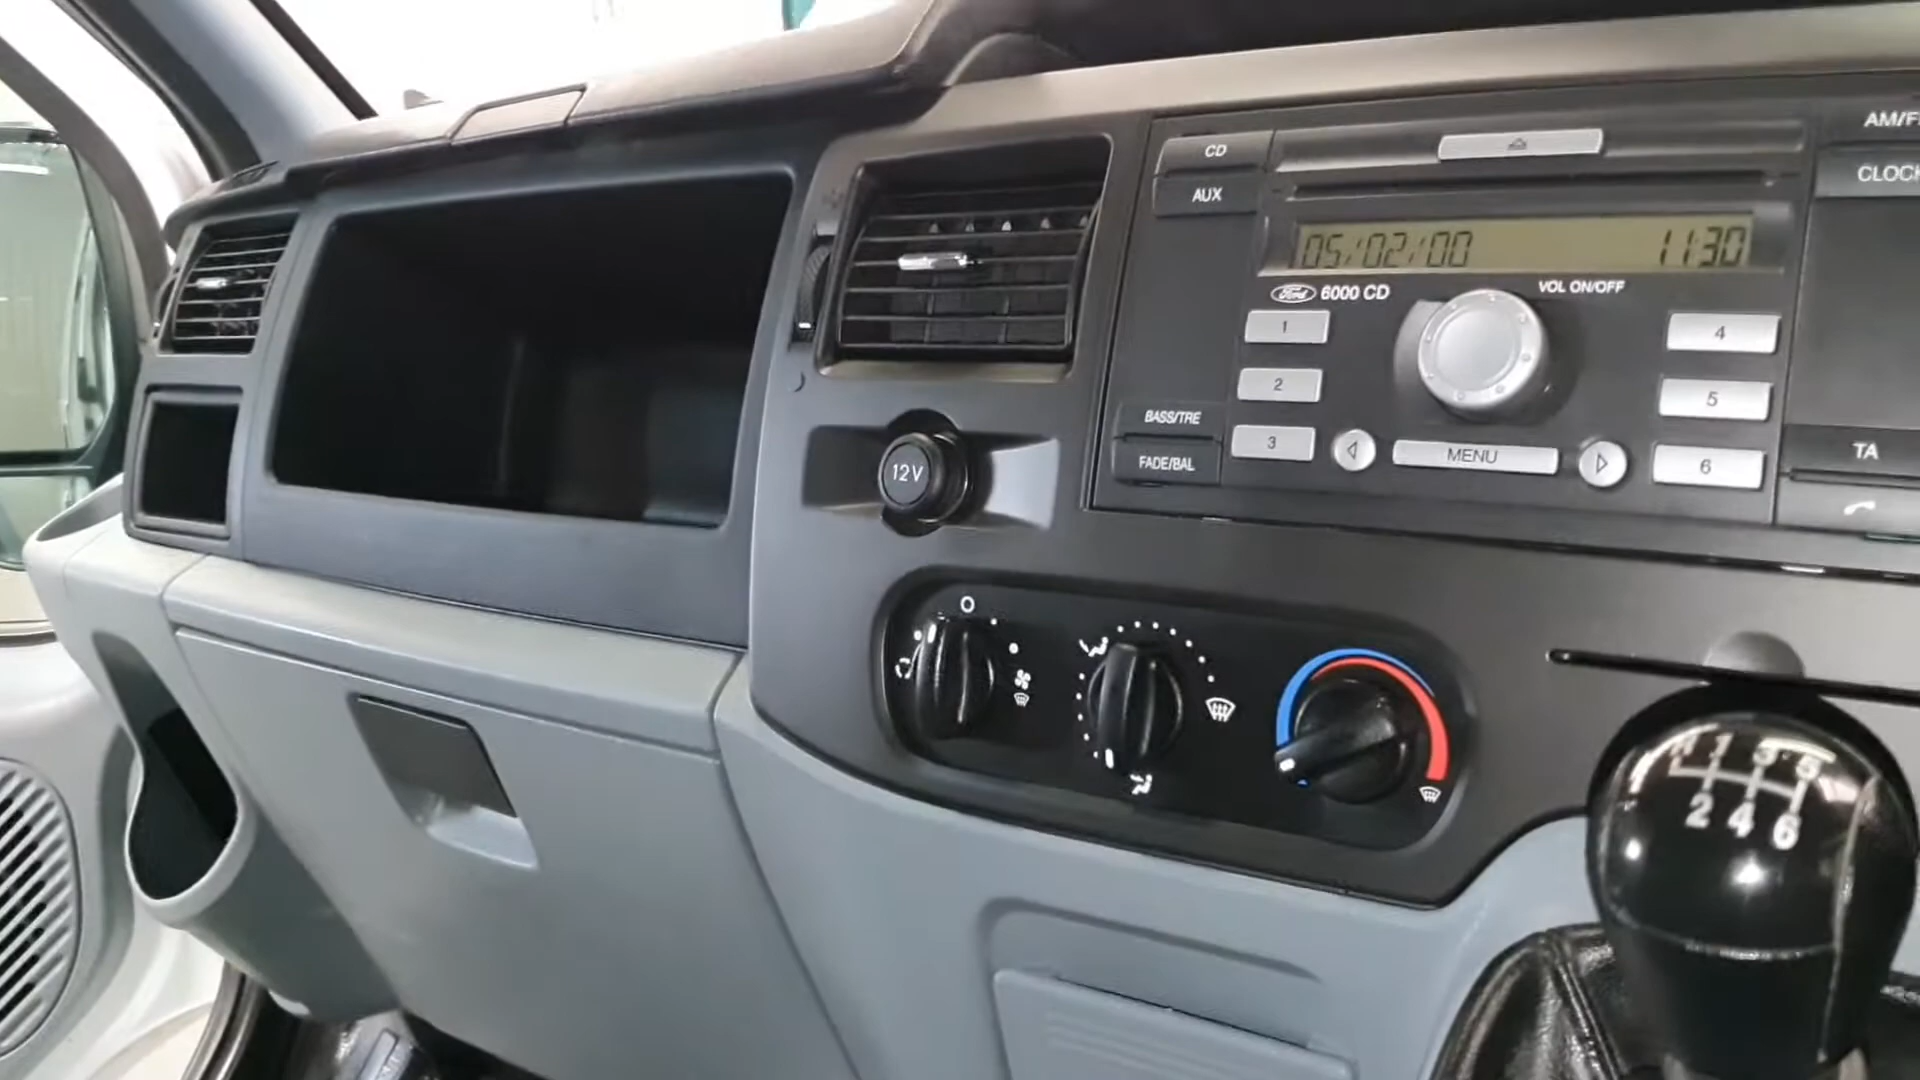 AM/F
CD
CLOCK
AUX
05/02/00 11:30
Ford 6000 CD
VOL ON/OFF
1
4
2
5
BASS/TRE
3
MENU
TA
FADE/BAL
6
12V
O
R 1 3 5
2 4 6